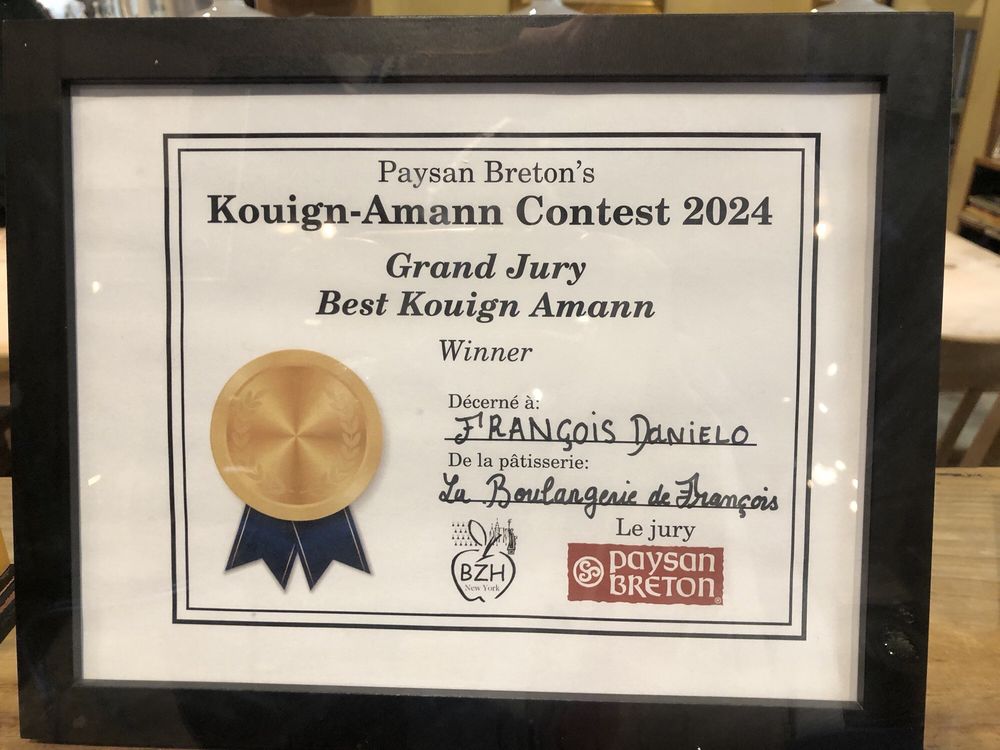 Paysan Breton's
Kouign-Amann Contest 2024
Grand Jury
Best Kouign Amann
Winner
Décerné à:
FRANÇOIS DANIELO
De la pâtisserie:
La Boulangerie de François
Le jury
BZH
New York
paysan
BRETON